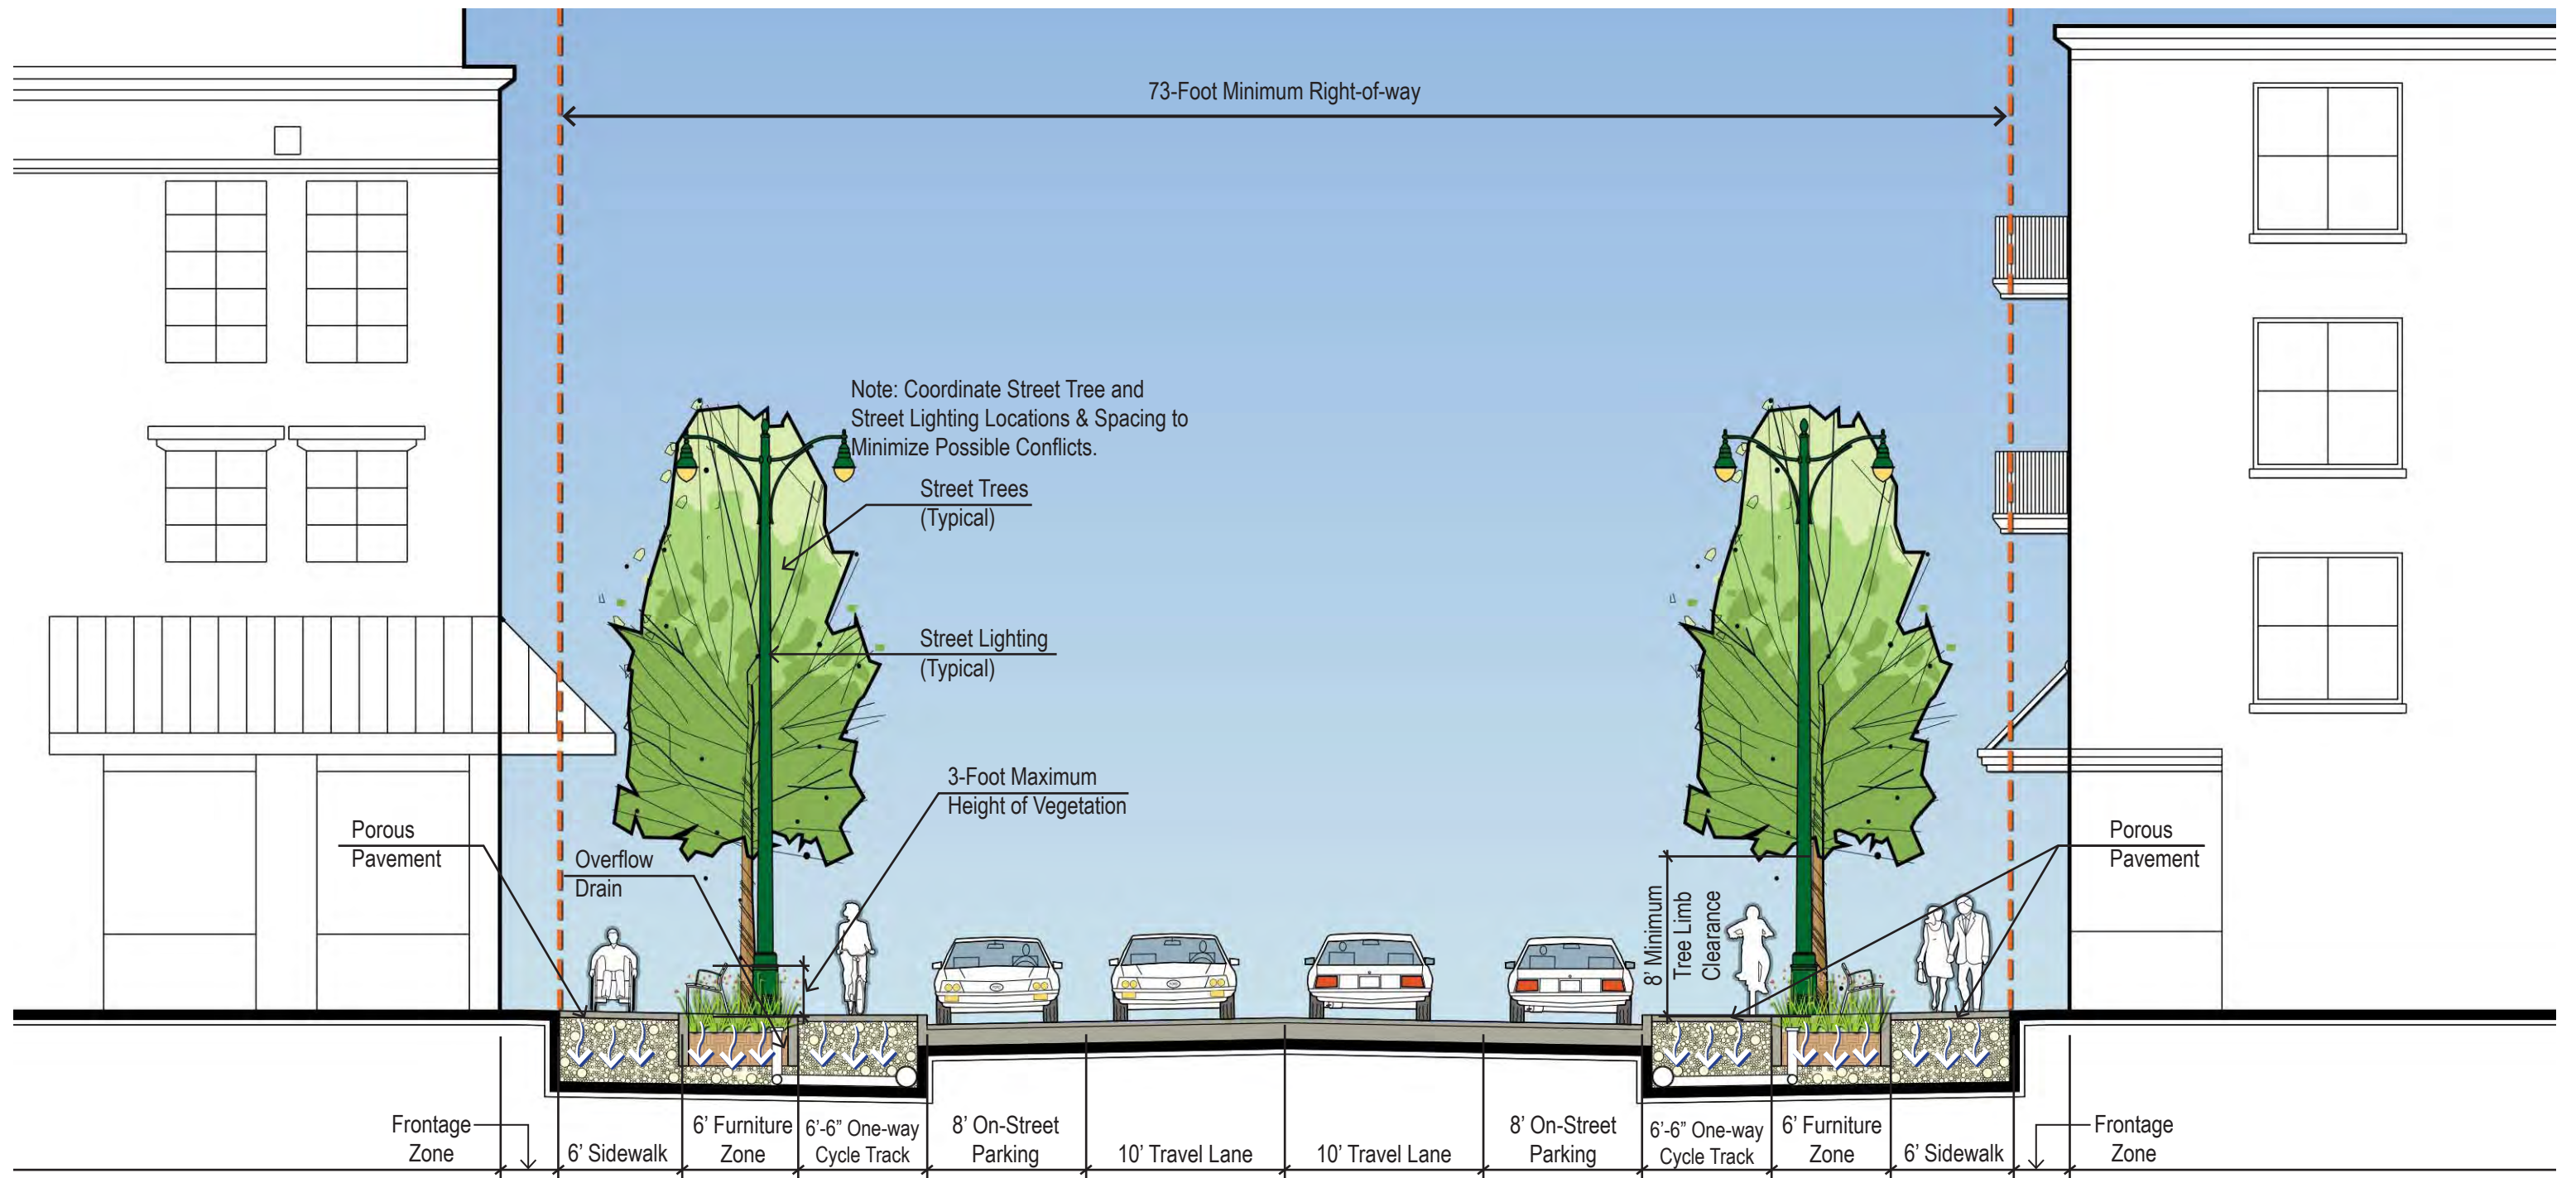 73-Foot Minimum Right-of-way
Note: Coordinate Street Tree and
Street Lighting Locations & Spacing to
Minimize Possible Conflicts.
Street Trees
(Typical)
Street Lighting
(Typical)
3-Foot Maximum
Height of Vegetation
Porous
Pavement
Overflow
Drain
8’ Minimum
Tree Limb
Clearance
Porous
Pavement
Frontage
Zone
6’ Sidewalk
6’ Furniture
Zone
6’-6” One-way
Cycle Track
8’ On-Street
Parking
10’ Travel Lane
10’ Travel Lane
8’ On-Street
Parking
6’-6” One-way
Cycle Track
6’ Furniture
Zone
6’ Sidewalk
Frontage
Zone